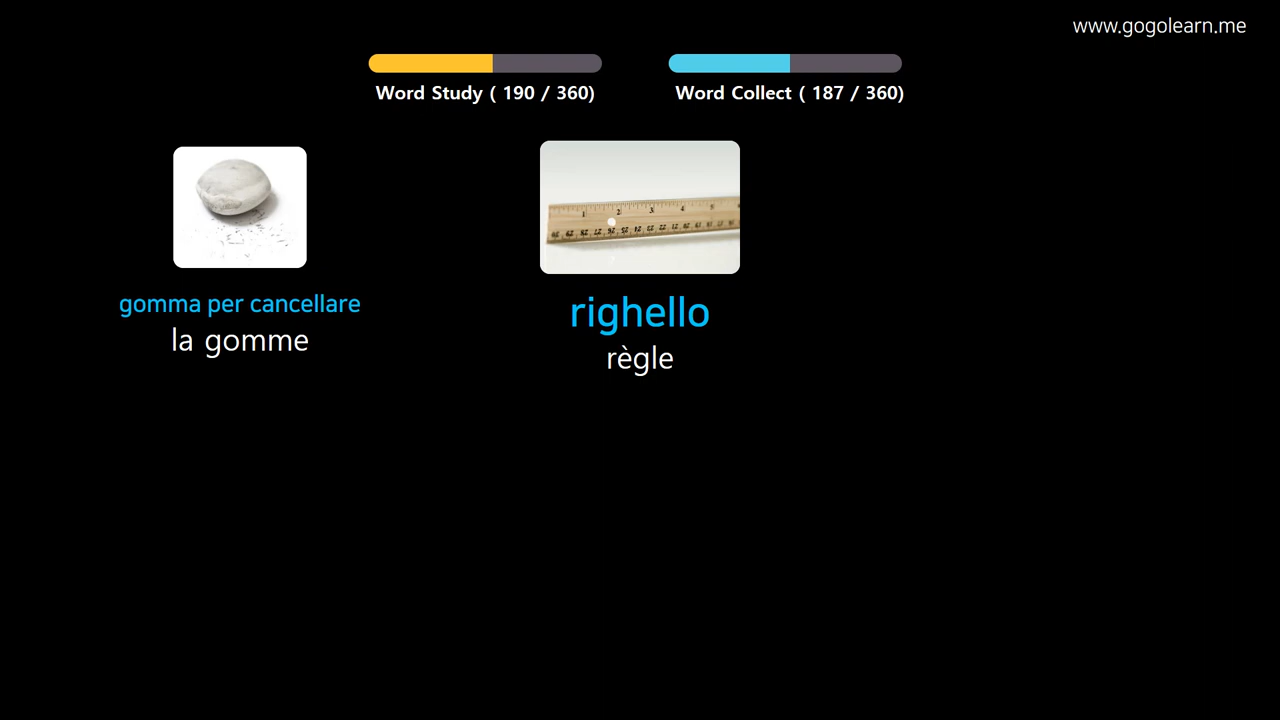 www.gogolearn.me
Word Study ( 190 / 360)
Word Collect ( 187 / 360)
gomma per cancellare
la gomme
righello
règle